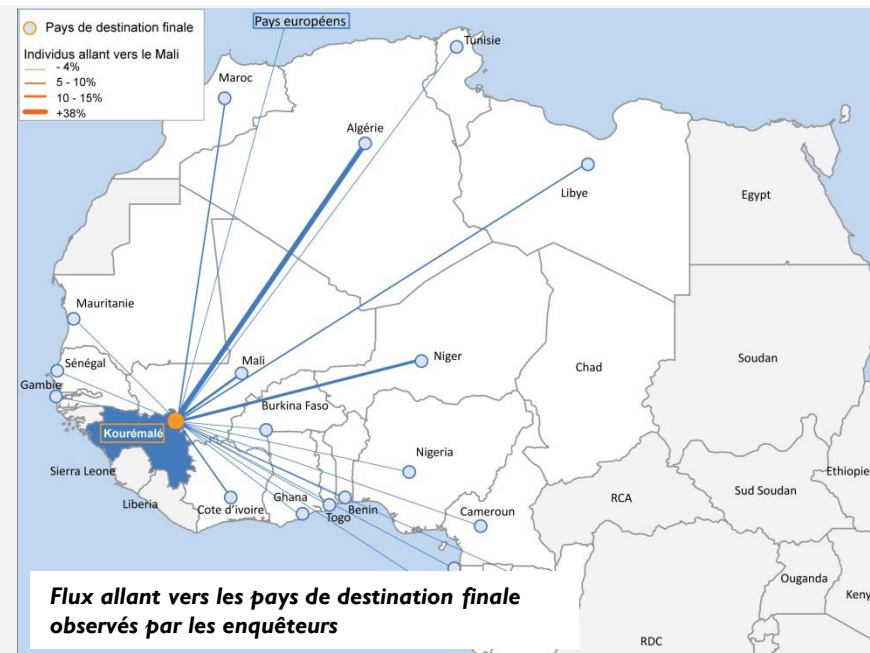 Pays de destination finale
Individus allant vers le Mali
- 4%
5 - 10%
10 - 15%
+38%
Pays européens
Tunisie
Maroc
Algérie
Libye
Egypt
Mauritanie
Sénégal
Gambie
Mali
Niger
Chad
Soudan
Burkina Faso
Kourémalé
Nigeria
Sierra Leone
Liberia
Cote d'ivoire
Ghana
Togo
Benin
Cameroun
RCA
Sud Soudan
Ethiopie
Ouganda
Keny
RDC
Flux allant vers les pays de destination finale
observés par les enquêteurs